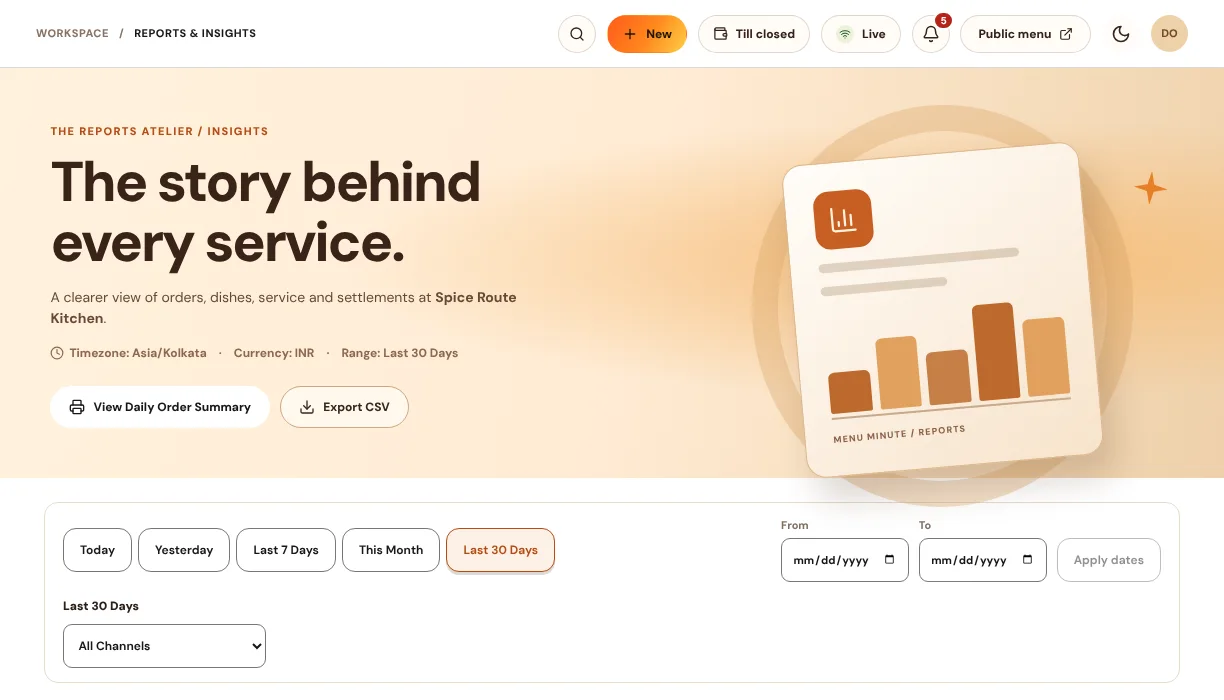 WORKSPACE / REPORTS & INSIGHTS
New
Till closed
Live
5
Public menu
DO
THE REPORTS ATELIER / INSIGHTS
The story behind
every service.
A clearer view of orders, dishes, service and settlements at Spice Route
Kitchen.
Timezone: Asia/Kolkata · Currency: INR · Range: Last 30 Days
View Daily Order Summary
Export CSV
MENU MINUTE / REPORTS
From
To
Today
Yesterday
Last 7 Days
This Month
Last 30 Days
mm/dd/yyyy
mm/dd/yyyy
Apply dates
Last 30 Days
All Channels